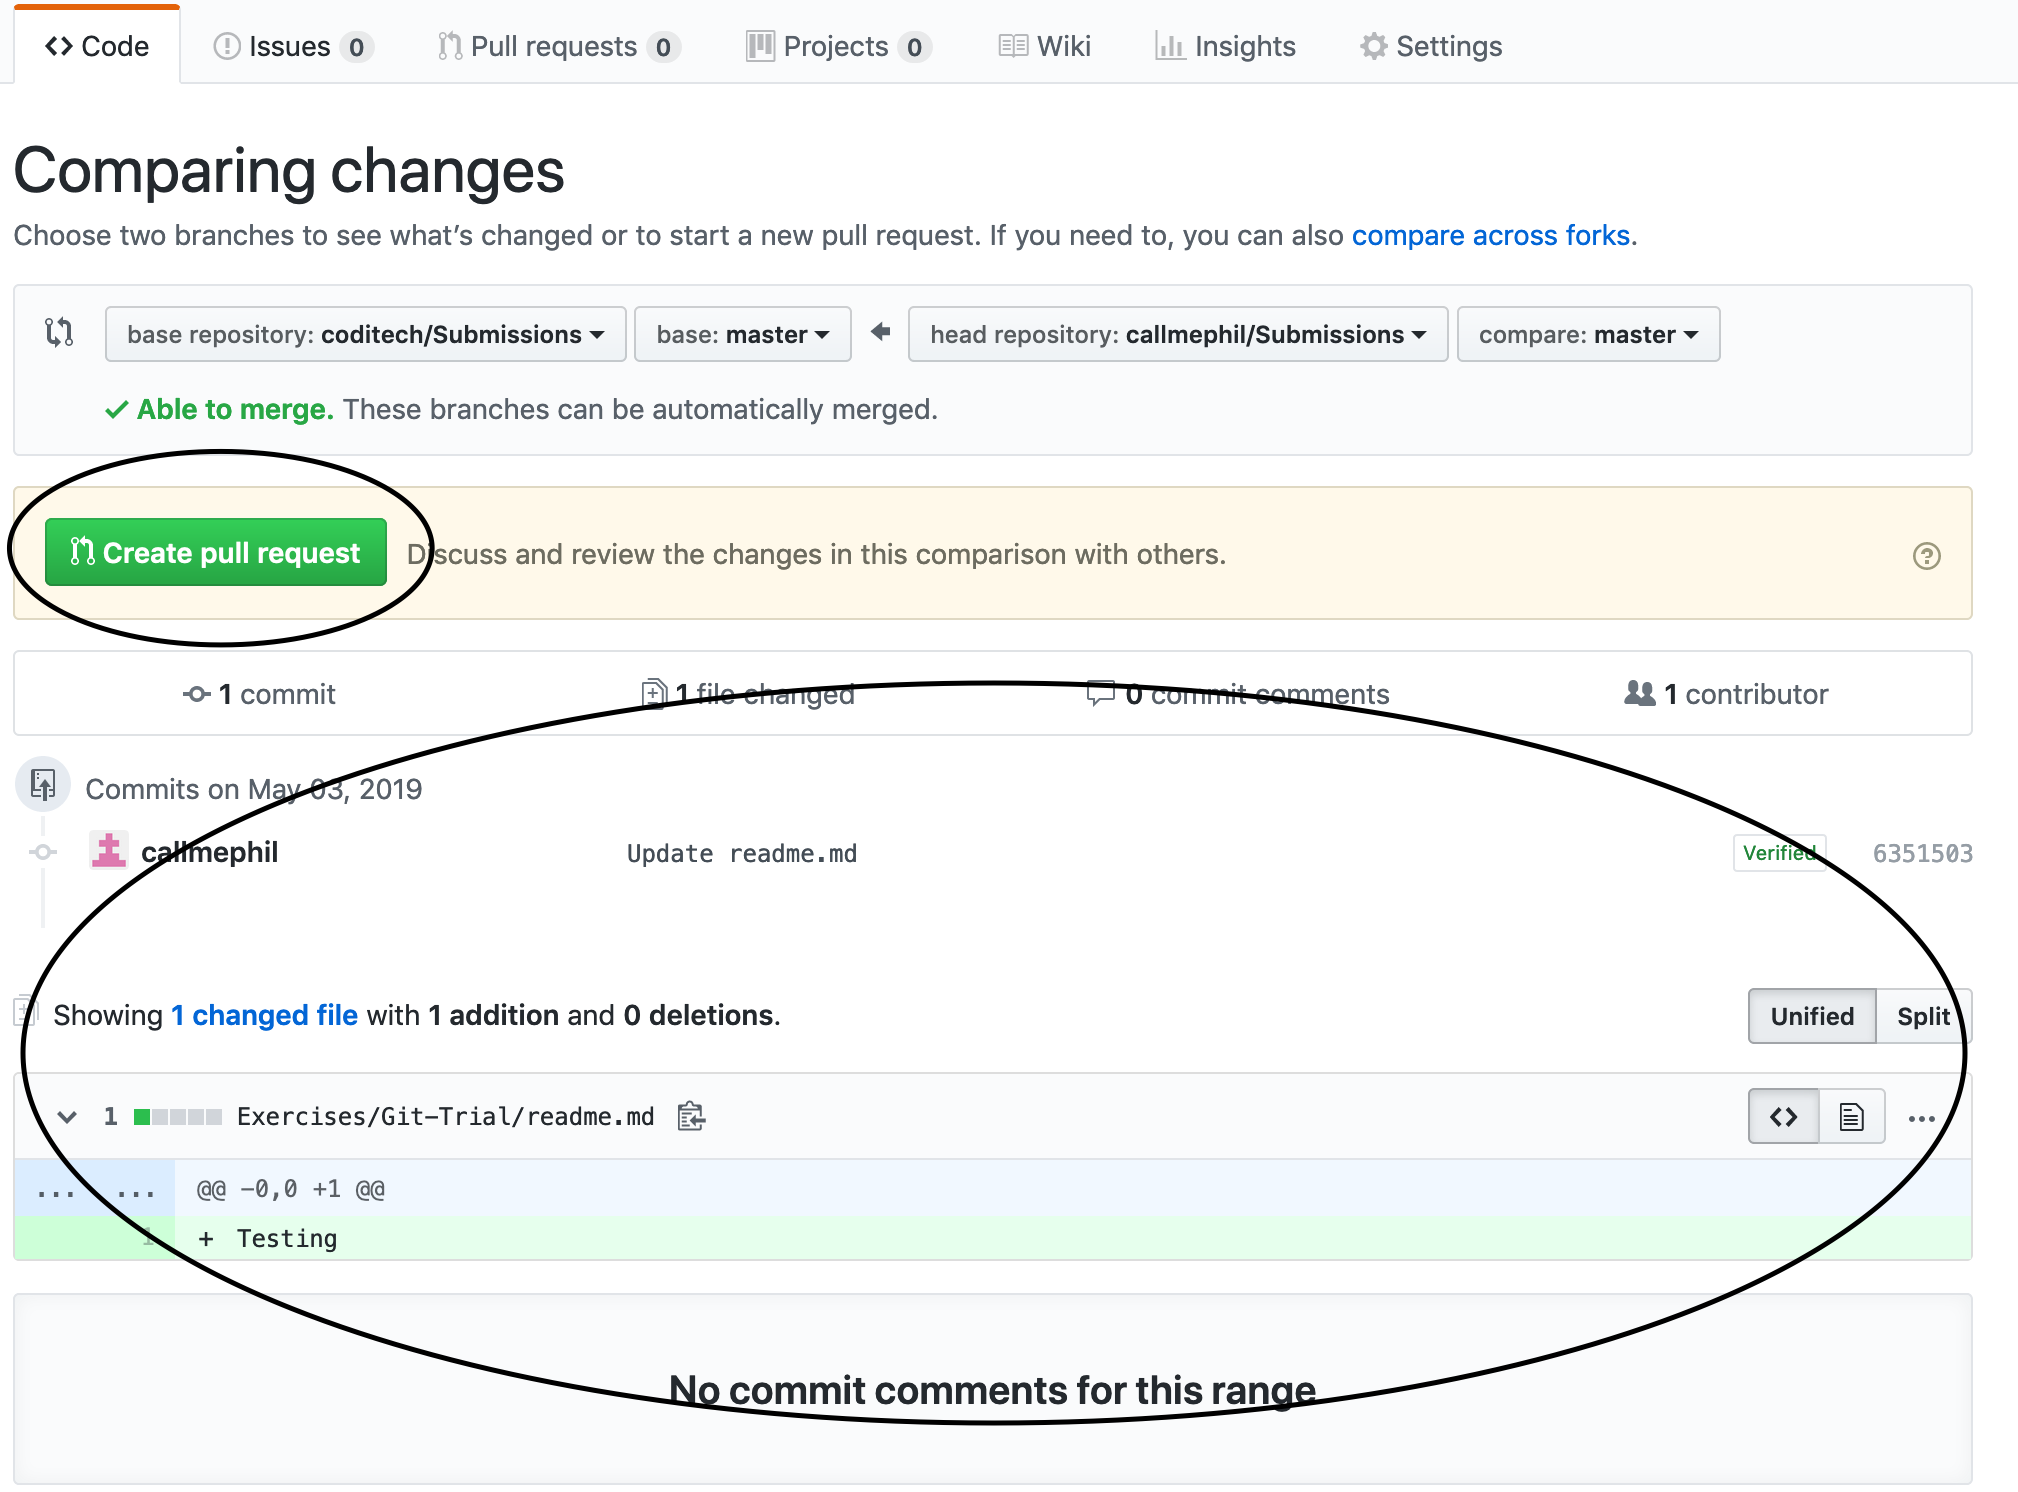 Code Issues 0 Pull requests 0 Projects 0 Wiki Insights Settings
Comparing changes
Choose two branches to see what's changed or to start a new pull request. If you need to, you can also compare across forks.
base repository: coditech/Submissions base: master head repository: callmephil/Submissions compare: master
Able to merge. These branches can be automatically merged.
Create pull request Discuss and review the changes in this comparison with others.
1 commit 1 file changed 0 commit comments 1 contributor
Commits on May 03, 2019
callmephil Update readme.md Verified 6351503
Showing 1 changed file with 1 addition and 0 deletions. Unified Split
1 Exercises/Git-Trial/readme.md
... ... @@ -0,0 +1 @@
1 + Testing
No commit comments for this range